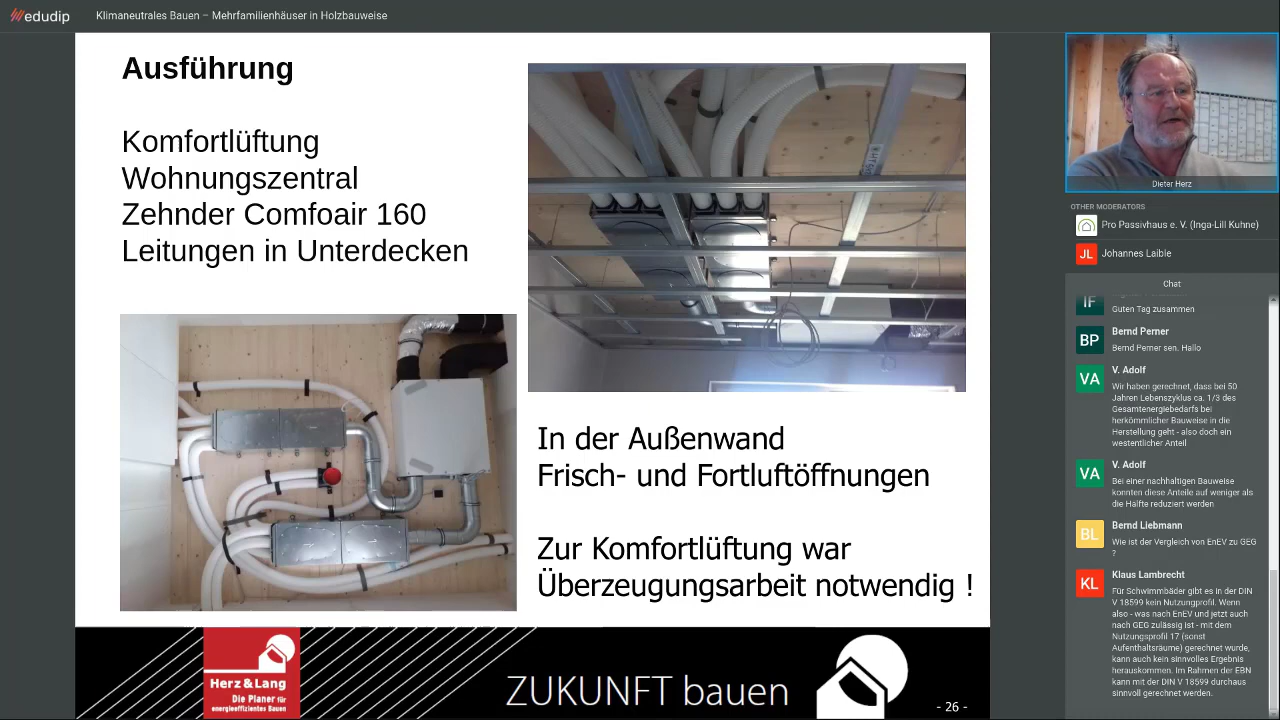 edudip
Klimaneutrales Bauen – Mehrfamilienhäuser in Holzbauweise
Ausführung
Komfortlüftung
Wohnungszentral
Zehnder Comfoair 160
Leitungen in Unterdecken
In der Außenwand
Frisch- und Fortluftöffnungen
Zur Komfortlüftung war
Überzeugungsarbeit notwendig !
Herz & Lang
Die Planer für
energieeffizientes Bauen
ZUKUNFT bauen
- 26 -
Dieter Herz
OTHER MODERATORS
Pro Passivhaus e. V. (Inga-Lill Kuhne)
JL
Johannes Laible
Chat
IF
Guten Tag zusammen
BP
Bernd Perner
Bernd Perner sen. Hallo
VA
V. Adolf
Wir haben gerechnet, dass bei 50
Jahren Lebenszyklus ca. 1/3 des
Gesamtenergiebedarfs bei
herkömmlicher Bauweise in die
Herstellung geht - also doch ein
westentlicher Anteil
VA
V. Adolf
Bei einer nachhaltigen Bauweise
konnten diese Anteile auf weniger als
die Hälfte reduziert werden
BL
Bernd Liebmann
Wie ist der Vergleich von EnEV zu GEG
?
KL
Klaus Lambrecht
Für Schwimmbäder gibt es in der DIN
V 18599 kein Nutzungprofil. Wenn
also - was nach EnEV und jetzt auch
nach GEG zulässig ist - mit dem
Nutzungsprofil 17 (sonst
Aufenthaltsräume) gerechnet wurde,
kann auch kein sinnvolles Ergebnis
herauskommen. Im Rahmen der EBN
kann mit der DIN V 18599 durchaus
sinnvoll gerechnet werden.